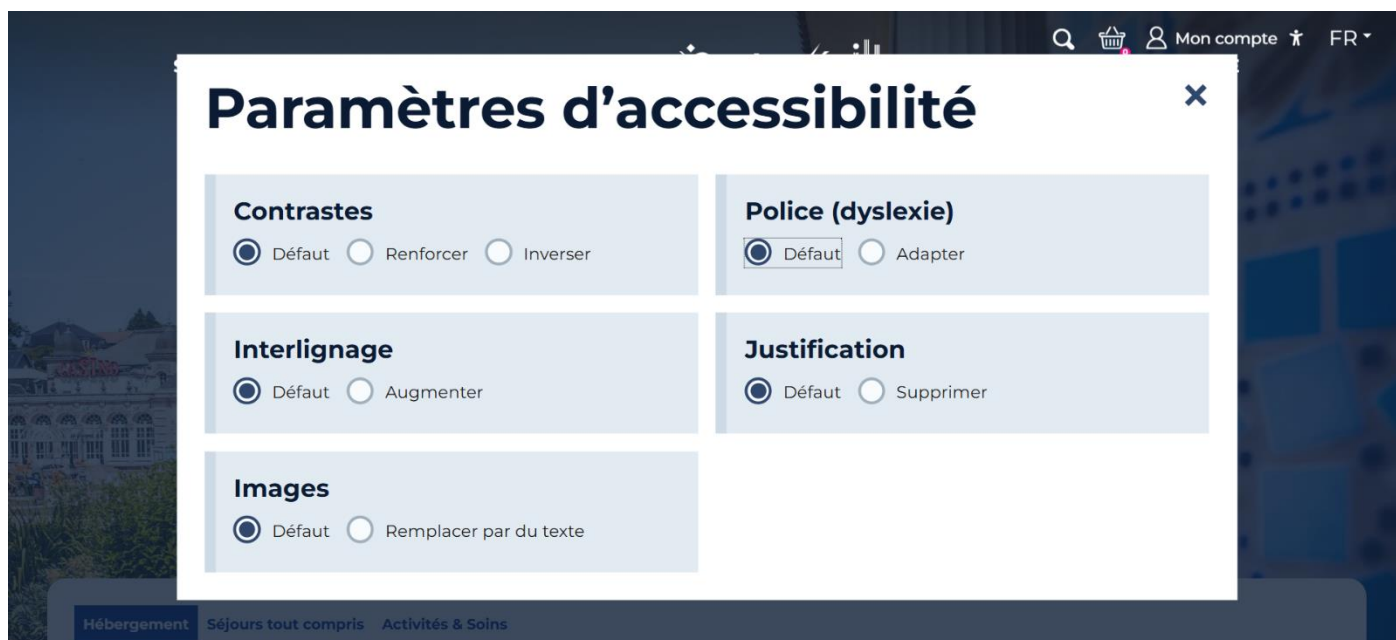 Mon compte
FR
Paramètres d’accessibilité
Contrastes
Défaut Renforcer Inverser
Police (dyslexie)
Défaut Adapter
Interlignage
Défaut Augmenter
Justification
Défaut Supprimer
Images
Défaut Remplacer par du texte
CASINO
Hébergement Séjours tout compris Activités & Soins